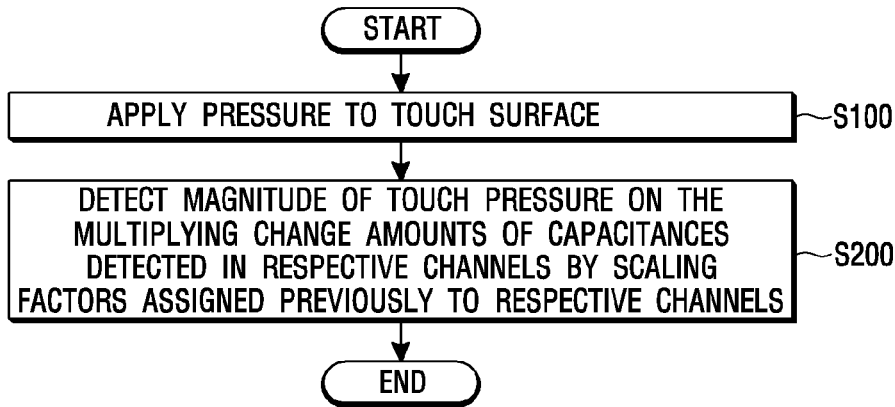 START
APPLY PRESSURE TO TOUCH SURFACE
S100
DETECT MAGNITUDE OF TOUCH PRESSURE ON THE
MULTIPLYING CHANGE AMOUNTS OF CAPACITANCES
DETECTED IN RESPECTIVE CHANNELS BY SCALING
FACTORS ASSIGNED PREVIOUSLY TO RESPECTIVE CHANNELS
S200
END